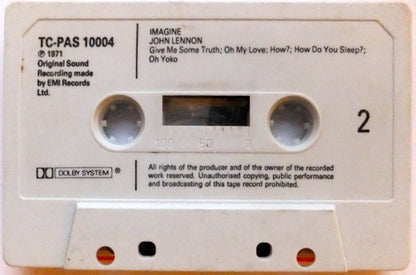 TC-PAS 10004
℗ 1971
Original Sound
Recording made
by EMI Records
Ltd.
IMAGINE
JOHN LENNON
Give Me Some Truth; Oh My Love; How?; How Do You Sleep?;
Oh Yoko
100 50 0
2
DOLBY SYSTEM ®
All rights of the producer and of the owner of the recorded
work reserved. Unauthorised copying, public performance
and broadcasting of this tape record prohibited.